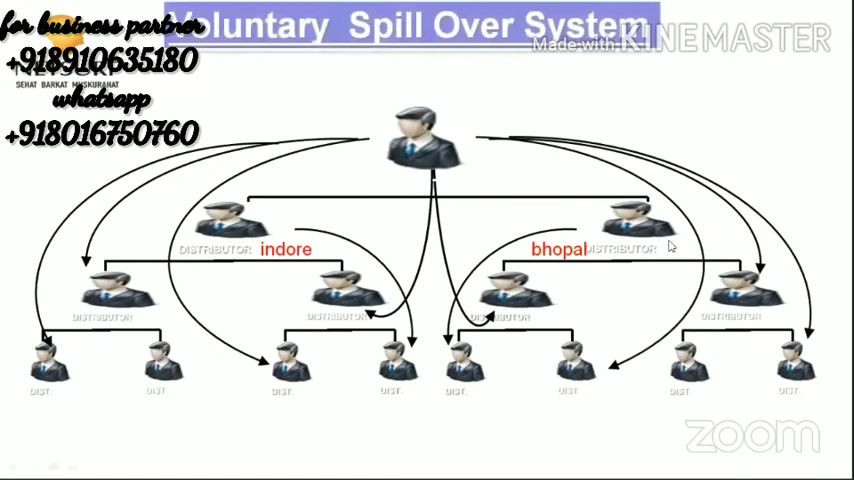 Voluntary Spill Over System
for business partner
+918910635180
whatsapp
+918016750760
Made with KINEMASTER
SEHAT BARKAT MUSKURAHAT
DISTRIBUTOR indore
bhopal DISTRIBUTOR
DISTRIBUTOR
DISTRIBUTOR
DISTRIBUTOR
DISTRIBUTOR
DIST.
DIST.
DIST.
DIST.
DIST.
DIST
DIST.
DIST.
zoom